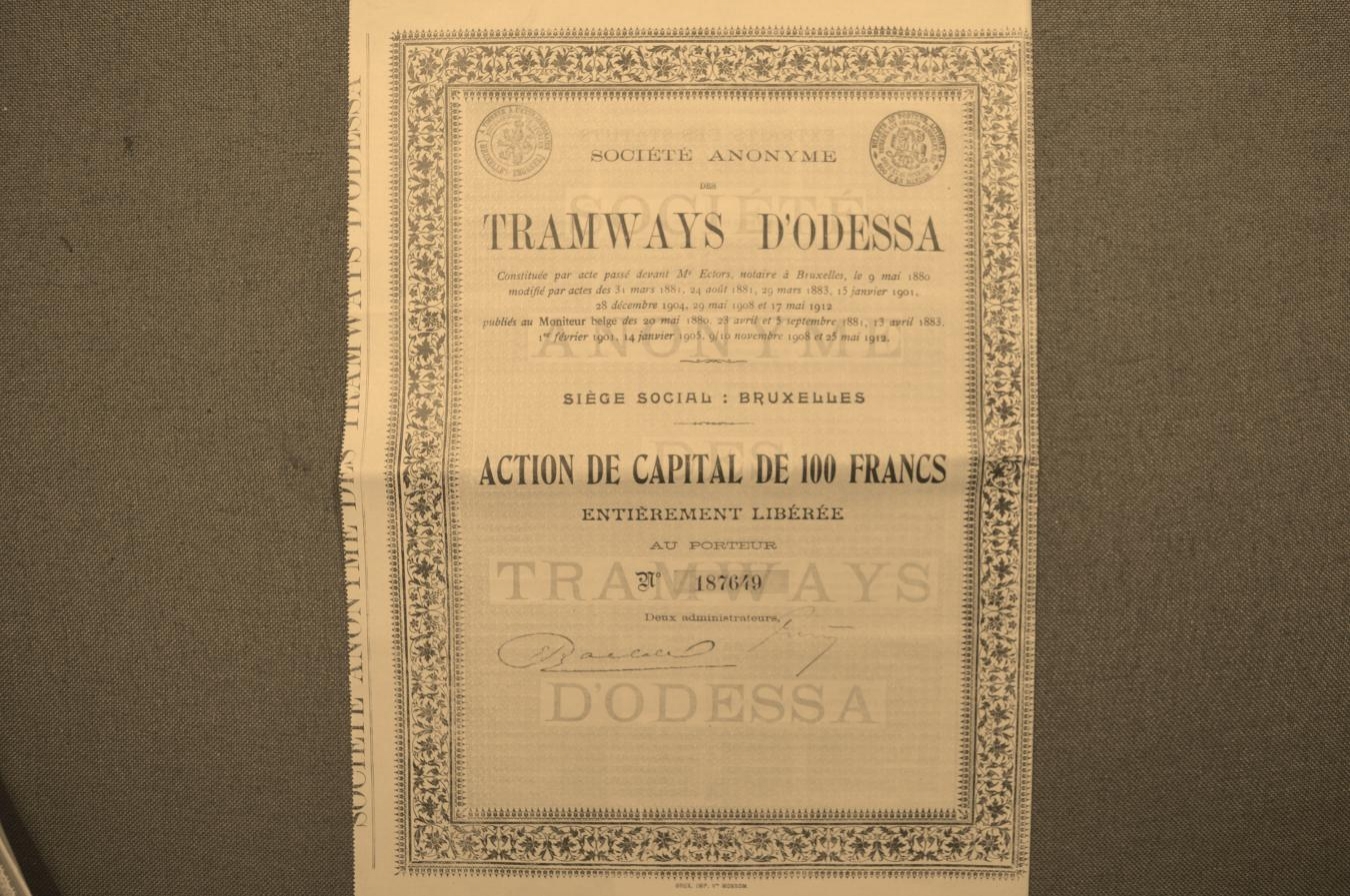 SOCIÉTÉ ANONYME DES TRAMWAYS D'ODESSA
SOCIÉTÉ ANONYME
DES
TRAMWAYS D'ODESSA
Constituée par acte passé devant Me Ectors, notaire à Bruxelles, le 9 mai 1880
modifié par actes des 31 mars 1881, 24 août 1881, 29 mars 1883, 15 janvier 1901,
28 décembre 1904, 29 mai 1908 et 17 mai 1912
publiés au Moniteur belge des 20 mai 1880, 23 avril et 5 septembre 1881, 13 avril 1883,
1er février 1901, 14 janvier 1905, 9/10 novembre 1908 et 25 mai 1912.
SIÈGE SOCIAL : BRUXELLES
ACTION DE CAPITAL DE 100 FRANCS
ENTIÈREMENT LIBÉRÉE
AU PORTEUR
No 187649
Deux administrateurs,
SOCIÉTÉ
ANONYME
DES
TRAMWAYS
D'ODESSA